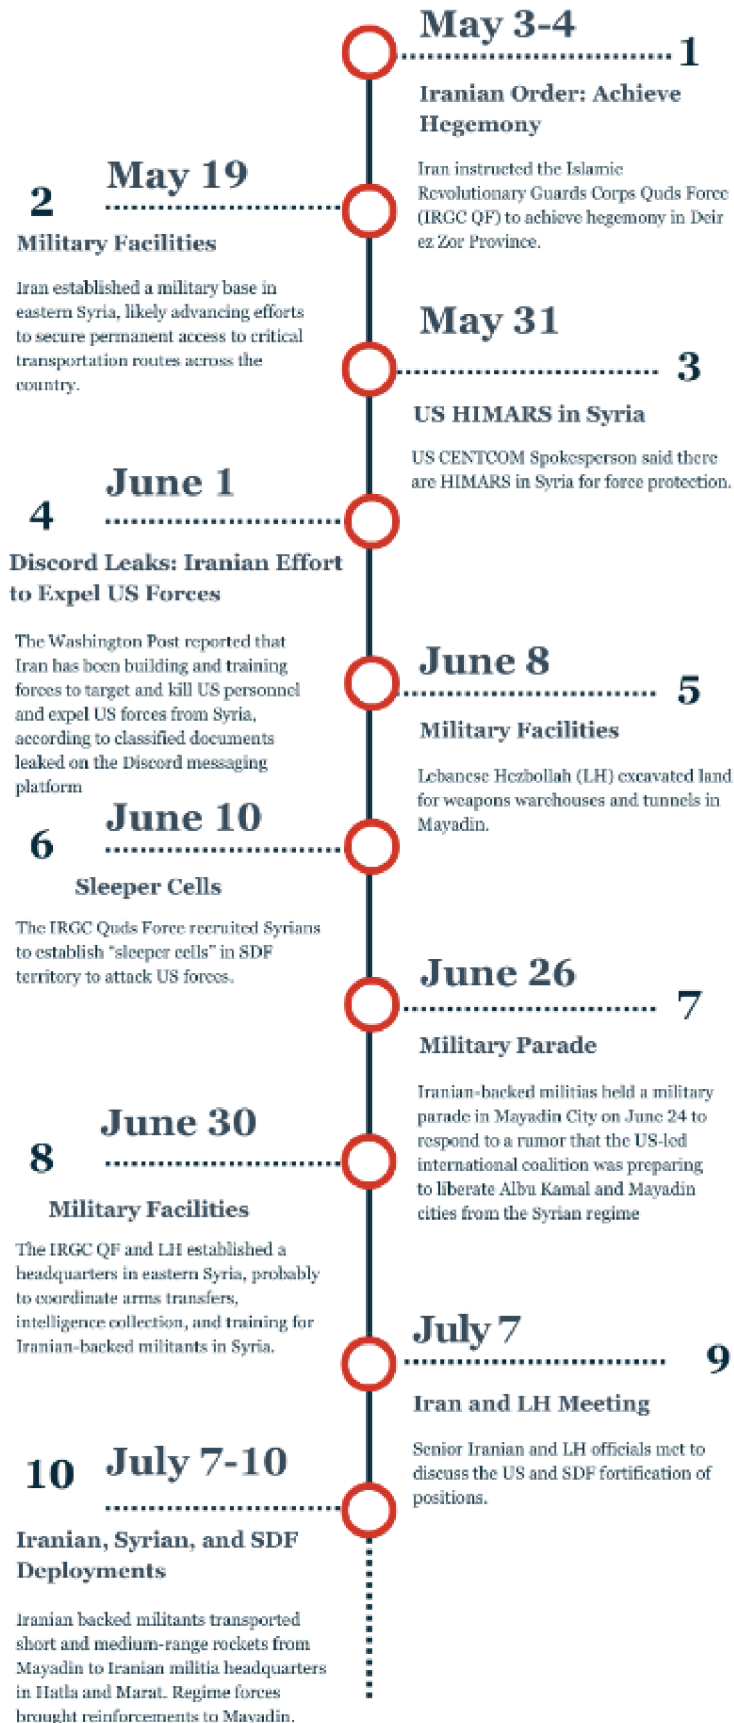 May 3-4
1
Iranian Order: Achieve
Hegemony
Iran instructed the Islamic
Revolutionary Guards Corps Quds Force
(IRGC QF) to achieve hegemony in Deir
ez Zor Province.
May 19
2
Military Facilities
Iran established a military base in
eastern Syria, likely advancing efforts
to secure permanent access to critical
transportation routes across the
country.
May 31
3
US HIMARS in Syria
US CENTCOM Spokesperson said there
are HIMARS in Syria for force protection.
June 1
4
Discord Leaks: Iranian Effort
to Expel US Forces
The Washington Post reported that
Iran has been building and training
forces to target and kill US personnel
and expel US forces from Syria,
according to classified documents
leaked on the Discord messaging
platform
June 8
5
Military Facilities
Lebanese Hezbollah (LH) excavated land
for weapons warehouses and tunnels in
Mayadin.
June 10
6
Sleeper Cells
The IRGC Quds Force recruited Syrians
to establish "sleeper cells" in SDF
territory to attack US forces.
June 26
7
Military Parade
Iranian-backed militias held a military
parade in Mayadin City on June 24 to
respond to a rumor that the US-led
international coalition was preparing
to liberate Albu Kamal and Mayadin
cities from the Syrian regime
June 30
8
Military Facilities
The IRGC QF and LH established a
headquarters in eastern Syria, probably
to coordinate arms transfers,
intelligence collection, and training for
Iranian-backed militants in Syria.
July 7
9
Iran and LH Meeting
Senior Iranian and LH officials met to
discuss the US and SDF fortification of
positions.
July 7-10
10
Iranian, Syrian, and SDF
Deployments
Iranian backed militants transported
short and medium-range rockets from
Mayadin to Iranian militia headquarters
in Hatla and Marat. Regime forces
brought reinforcements to Mayadin.